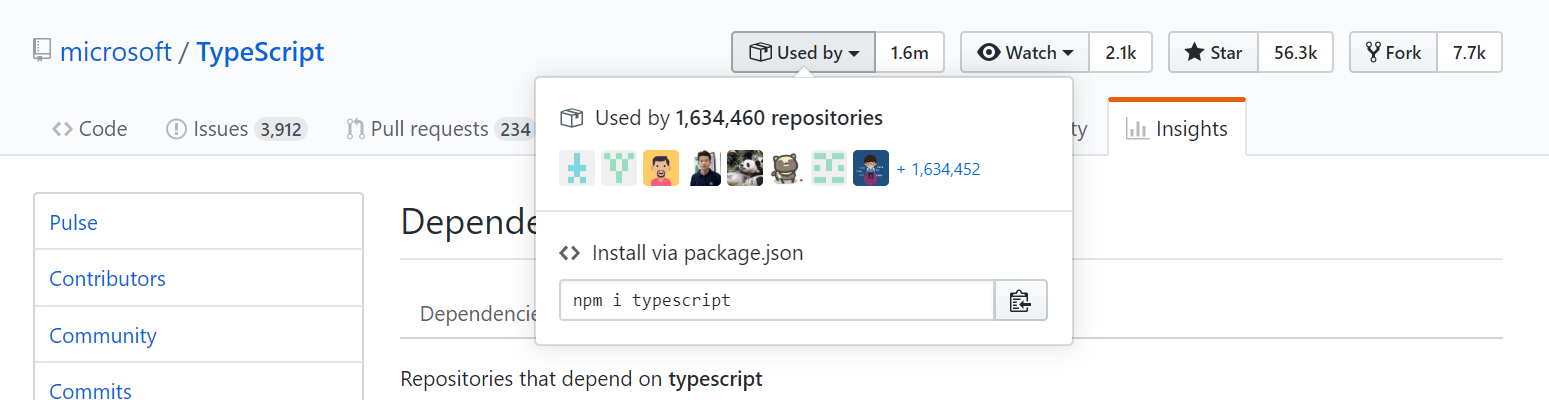 microsoft / TypeScript
Used by 1.6m
Watch 2.1k
Star 56.3k
Fork 7.7k
Code
Issues 3,912
Pull requests 234
ty
Insights
Used by 1,634,460 repositories
+ 1,634,452
Install via package.json
npm i typescript
Pulse
Contributors
Community
Commits
Depende
Dependencie
Repositories that depend on typescript